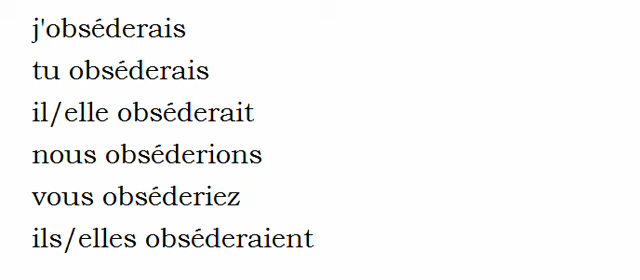 j'obséderais
tu obséderais
il/elle obséderait
nous obséderions
vous obséderiez
ils/elles obséderaient